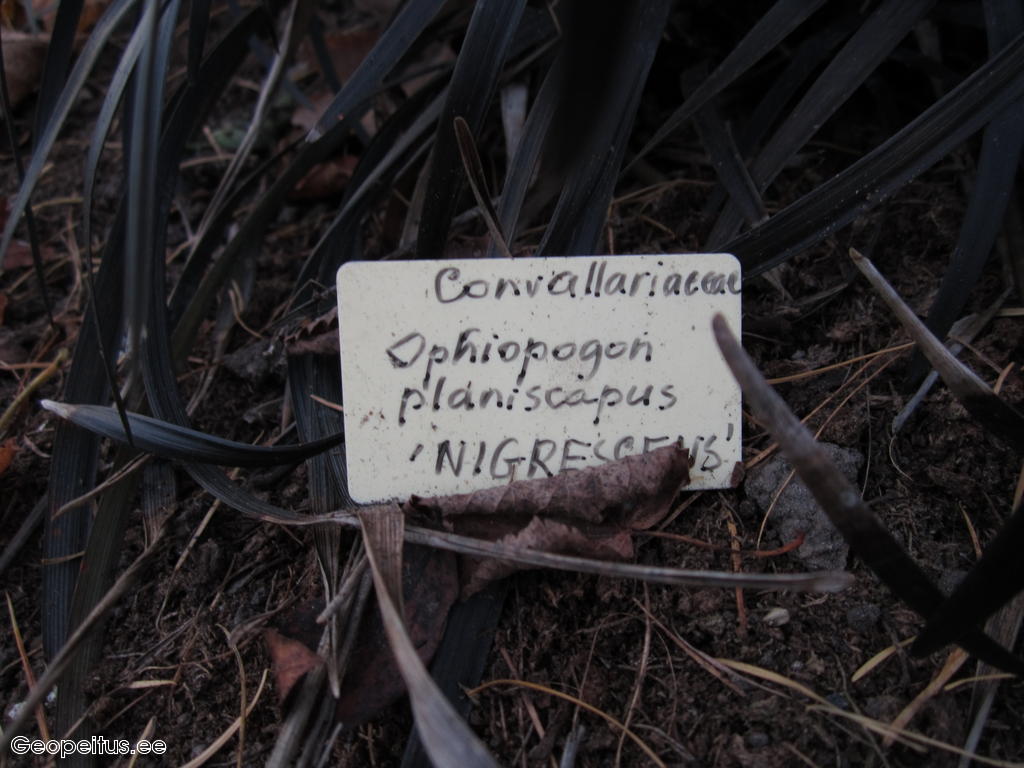 Convallariaceae
Ophiopogon
planiscapus
'NIGRESCENS'
Geopeitus.ee